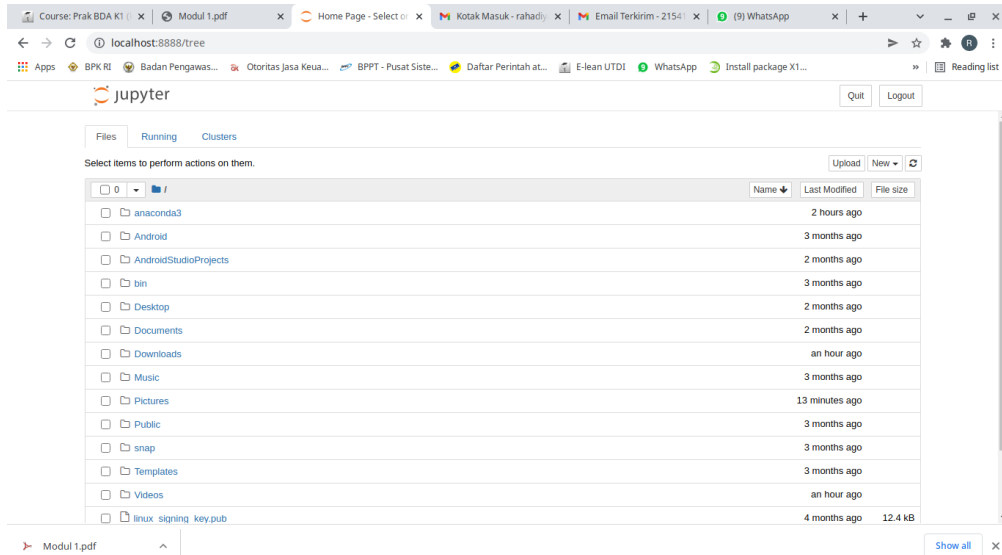 Course: Prak BDA K1 (
Modul 1.pdf
Home Page - Select or
Kotak Masuk - rahadiy
Email Terkirim - 2154
(9) WhatsApp
localhost:8888/tree
R
Apps
BPK RI
Badan Pengawas...
Otoritas Jasa Keua...
BPPT - Pusat Siste...
Daftar Perintah at...
E-lean UTDI
WhatsApp
Install package X1...
»
Reading list
jupyter
Quit
Logout
Files
Running
Clusters
Select items to perform actions on them.
Upload
New
0
/
Name
Last Modified
File size
anaconda3 2 hours ago
Android 3 months ago
AndroidStudioProjects 2 months ago
bin 3 months ago
Desktop 2 months ago
Documents 2 months ago
Downloads an hour ago
Music 3 months ago
Pictures 13 minutes ago
Public 3 months ago
snap 3 months ago
Templates 3 months ago
Videos an hour ago
linux_signing_key.pub 4 months ago 12.4 kB
Modul 1.pdf
Show all